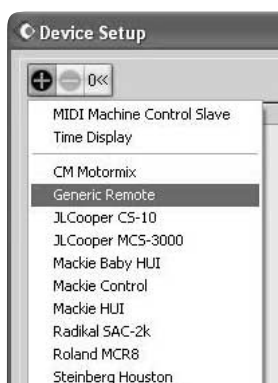 Device Setup
0«
MIDI Machine Control Slave
Time Display
CM Motormix
Generic Remote
JLCooper CS-10
JLCooper MCS-3000
Mackie Baby HUI
Mackie Control
Mackie HUI
Radikal SAC-2k
Roland MCR8
Steinberg Houston